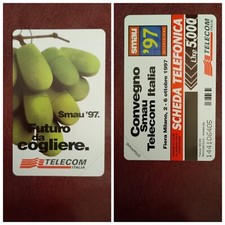 Smau '97.
Futuro
da
cogliere.
TELECOM
ITALIA
Convegno
Smau
Telecom Italia
Fiera Milano, 2 - 6 ottobre 1997
smau
'97
SCHEDA TELEFONICA
Lire 5.000
TELECOM
ITALIA